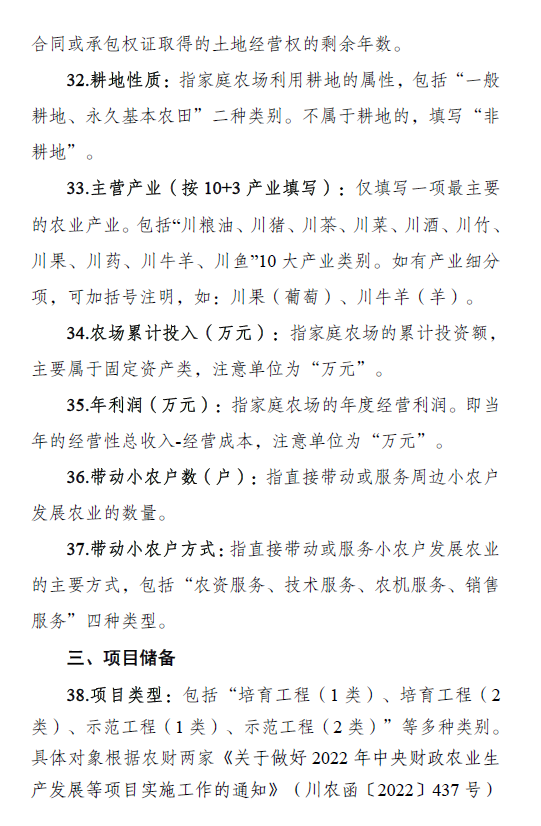 合同或承包权证取得的土地经营权的剩余年数。
32.耕地性质：指家庭农场利用耕地的属性，包括“一般
耕地、永久基本农田”二种类别。不属于耕地的，填写“非
耕地”。
33.主营产业（按 10+3 产业填写）：仅填写一项最主要
的农业产业。包括“川粮油、川猪、川茶、川菜、川酒、川竹、
川果、川药、川牛羊、川鱼”10 大产业类别。如有产业细分
项，可加括号注明，如：川果（葡萄）、川牛羊（羊）。
34.农场累计投入（万元）：指家庭农场的累计投资额，
主要属于固定资产类，注意单位为“万元”。
35.年利润（万元）：指家庭农场的年度经营利润。即当
年的经营性总收入-经营成本，注意单位为“万元”。
36.带动小农户数（户）：指直接带动或服务周边小农户
发展农业的数量。
37.带动小农户方式：指直接带动或服务小农户发展农业
的主要方式，包括“农资服务、技术服务、农机服务、销售
服务”四种类型。
三、项目储备
38.项目类型：包括“培育工程（1 类）、培育工程（2
类）、示范工程（1 类）、示范工程（2 类）”等多种类别。
具体对象根据农财两家《关于做好 2022 年中央财政农业生
产发展等项目实施工作的通知》（川农函〔2022〕437 号）